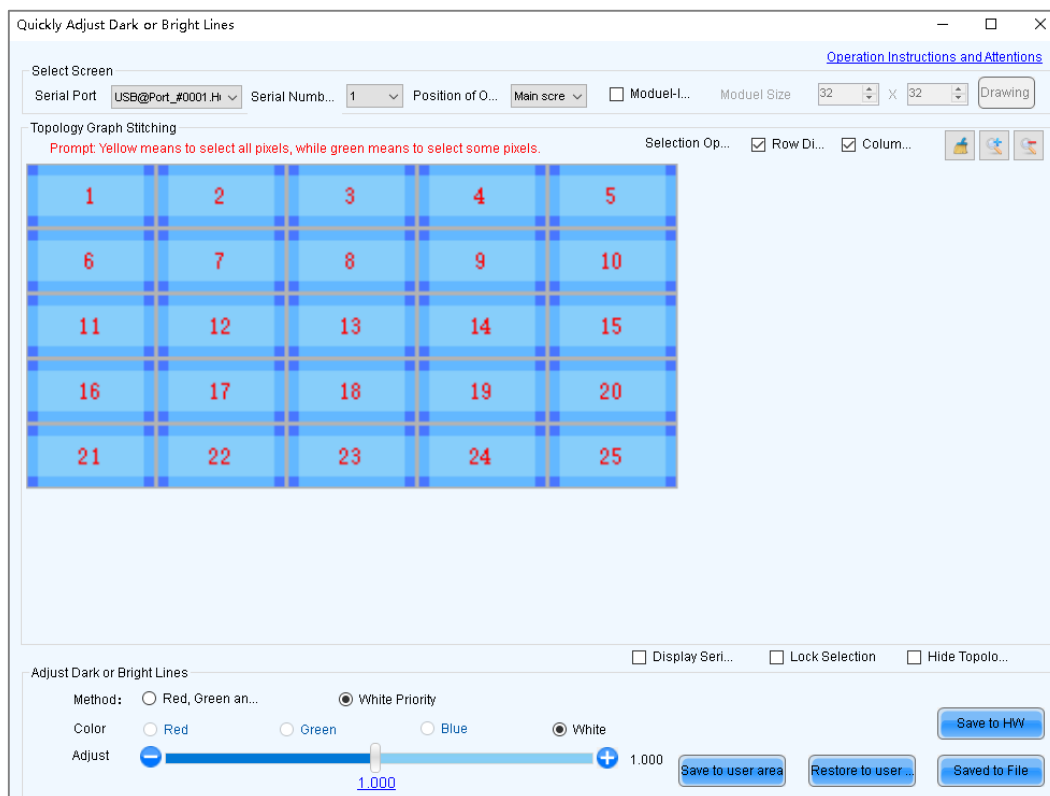 Quickly Adjust Dark or Bright Lines
Operation Instructions and Attentions
Select Screen
Serial Port USB@Port_#0001.H Serial Numb... 1 Position of O... Main scre Moduel-I... Moduel Size 32 X 32 Drawing
Topology Graph Stitching
Prompt: Yellow means to select all pixels, while green means to select some pixels. Selection Op... Row Di... Colum...
1 2 3 4 5
6 7 8 9 10
11 12 13 14 15
16 17 18 19 20
21 22 23 24 25
Display Seri... Lock Selection Hide Topolo...
Adjust Dark or Bright Lines
Method: Red, Green an... White Priority
Color Red Green Blue White
Save to HW
Adjust 1.000
1.000
Save to user area Restore to user ... Saved to File